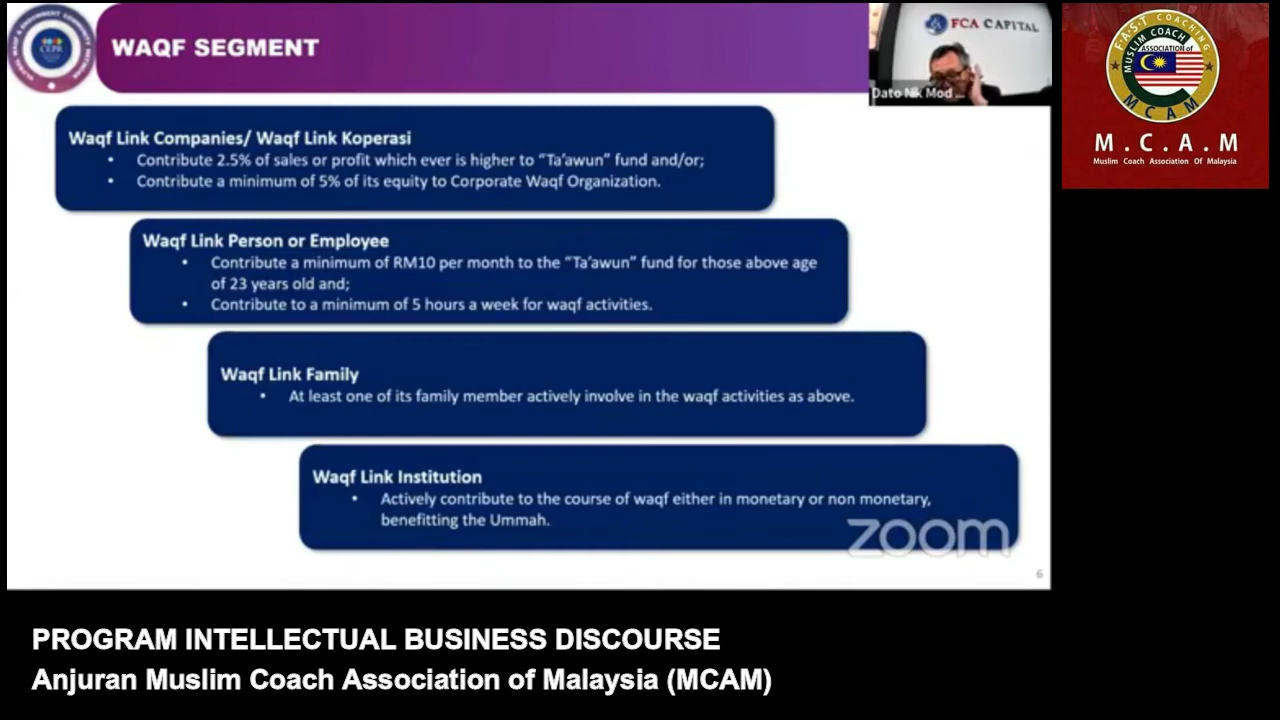 WAQF SEGMENT
CEPR
FCA CAPITAL
Dato Nik Mod ...
FAST COACHING
MUSLIM COACH
ASSOCIATION of
MCAM
M.C.A.M
Muslim Coach Association Of Malaysia
Waqf Link Companies/ Waqf Link Koperasi
• Contribute 2.5% of sales or profit which ever is higher to “Ta’awun” fund and/or;
• Contribute a minimum of 5% of its equity to Corporate Waqf Organization.
Waqf Link Person or Employee
• Contribute a minimum of RM10 per month to the “Ta’awun” fund for those above age
of 23 years old and;
• Contribute to a minimum of 5 hours a week for waqf activities.
Waqf Link Family
• At least one of its family member actively involve in the waqf activities as above.
Waqf Link Institution
• Actively contribute to the course of waqf either in monetary or non monetary,
benefitting the Ummah.
zoom
6
PROGRAM INTELLECTUAL BUSINESS DISCOURSE
Anjuran Muslim Coach Association of Malaysia (MCAM)